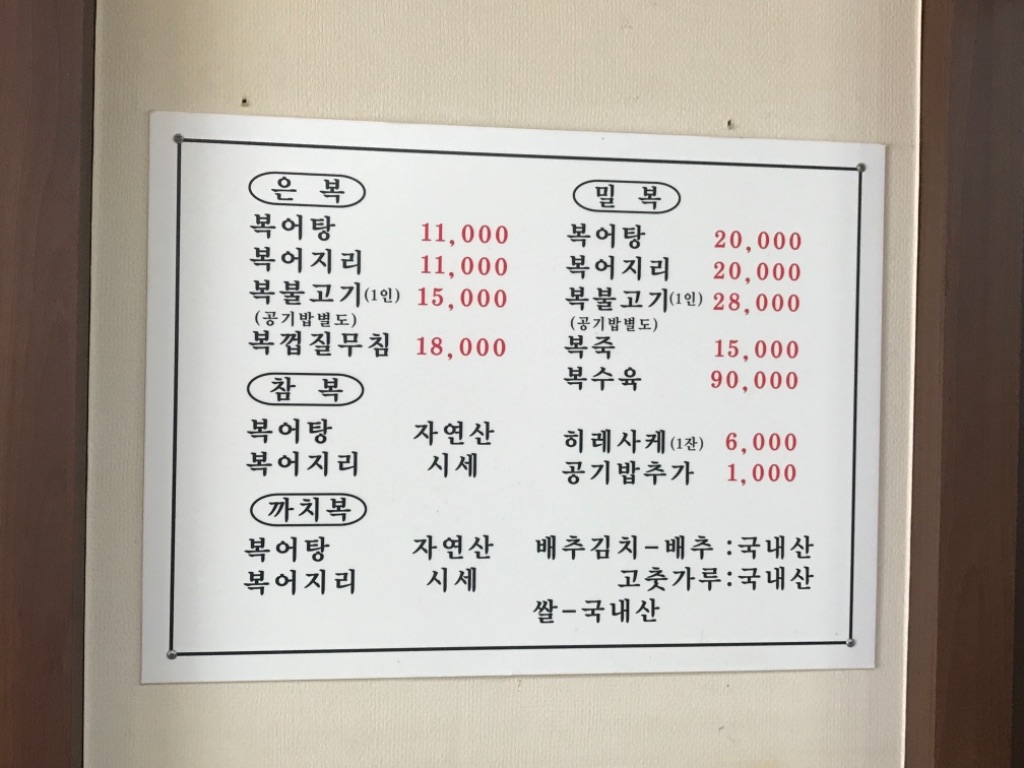 은 복
복어탕 11,000
복어지리 11,000
복불고기(1인) 15,000
(공기밥별도)
복껍질무침 18,000
참 복
복어탕 자연산
복어지리 시세
까치복
복어탕 자연산
복어지리 시세
밀 복
복어탕 20,000
복어지리 20,000
복불고기(1인) 28,000
(공기밥별도)
복죽 15,000
복수육 90,000
히레사케(1잔) 6,000
공기밥추가 1,000
배추김치-배추 :국내산
고춧가루:국내산
쌀-국내산